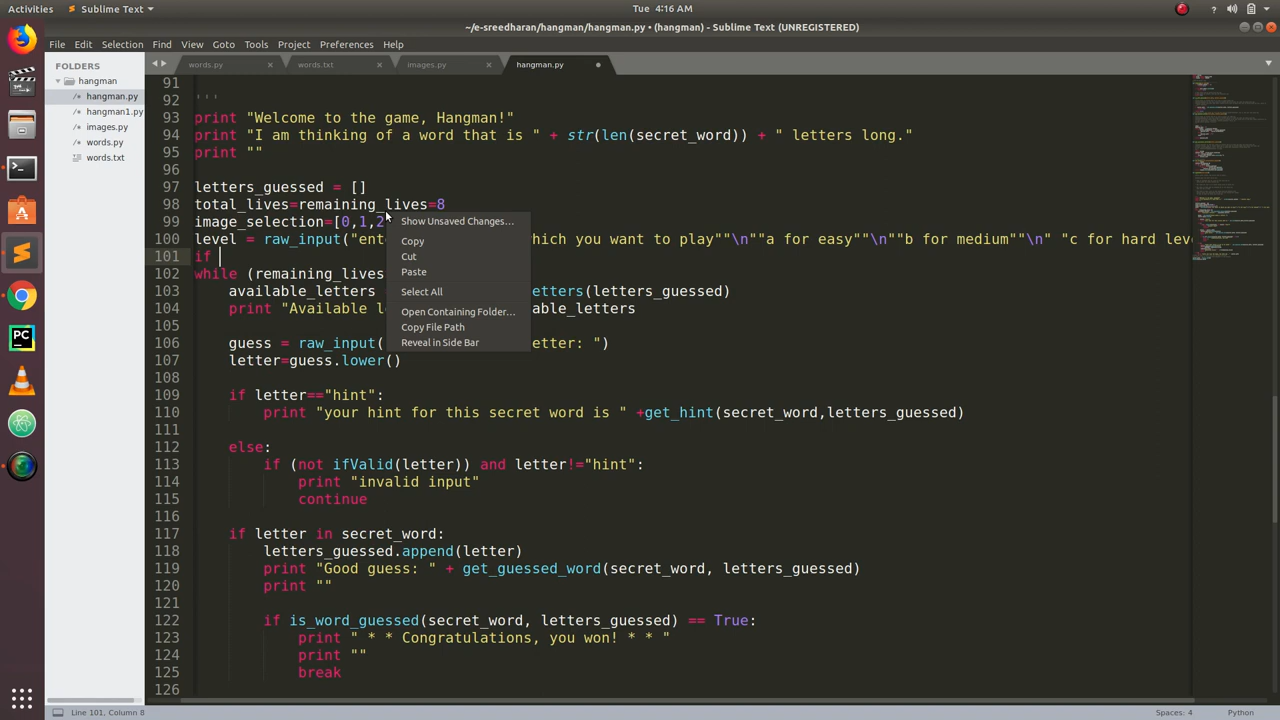 Activities Sublime Text Tue 4:16 AM ?
~/e-sreedharan/hangman/hangman.py • (hangman) - Sublime Text (UNREGISTERED)
File Edit Selection Find View Goto Tools Project Preferences Help
words.py × words.txt × images.py × hangman.py
FOLDERS
hangman
/* hangman.py
/* hangman1.py
/* images.py
/* words.py
words.txt
91
92 '''
93 print "Welcome to the game, Hangman!"
94 print "I am thinking of a word that is " + str(len(secret_word)) + " letters long."
95 print ""
96
97 letters_guessed = []
98 total_lives=remaining_lives=8
99 image_selection=[0,1,2
100 level = raw_input( which you want to play""\n" for easy""\n""b for medium""\n" "c for hard leve
101 if
102 while (remaining_lives
103 available_letters etters(letters_guessed)
104 print "Available l able_letters
105
106 guess = raw_input( etter: ")
107 letter=guess.lower()
108
109 if letter=="hint":
110 print "your hint for this secret word is " +get_hint(secret_word,letters_guessed)
111
112 else:
113 if (not ifValid(letter)) and letter!="hint":
114 print "invalid input"
115 continue
116
117 if letter in secret_word:
118 letters_guessed.append(letter)
119 print "Good guess: " + get_guessed_word(secret_word, letters_guessed)
120 print ""
121
122 if is_word_guessed(secret_word, letters_guessed) == True:
123 print " * * Congratulations, you won! * * "
124 print ""
125 break
126
Show Unsaved Changes
Copy
Cut
Paste
Select All
Open Containing Folder…
Copy File Path
Reveal in Side Bar
PC
Line 101, Column 8 Spaces: 4 Python